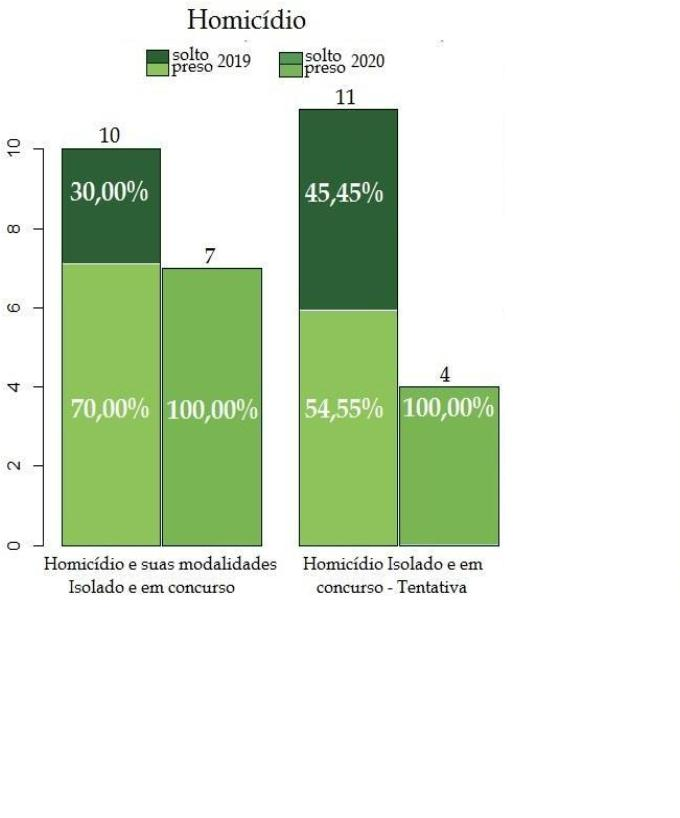 Homicídio
solto
preso 2019
solto
preso 2020
10
7
11
4
10
8
6
4
2
0
30,00%
70,00%
100,00%
45,45%
54,55%
100,00%
Homicídio e suas modalidades
Isolado e em concurso
Homicídio Isolado e em
concurso - Tentativa